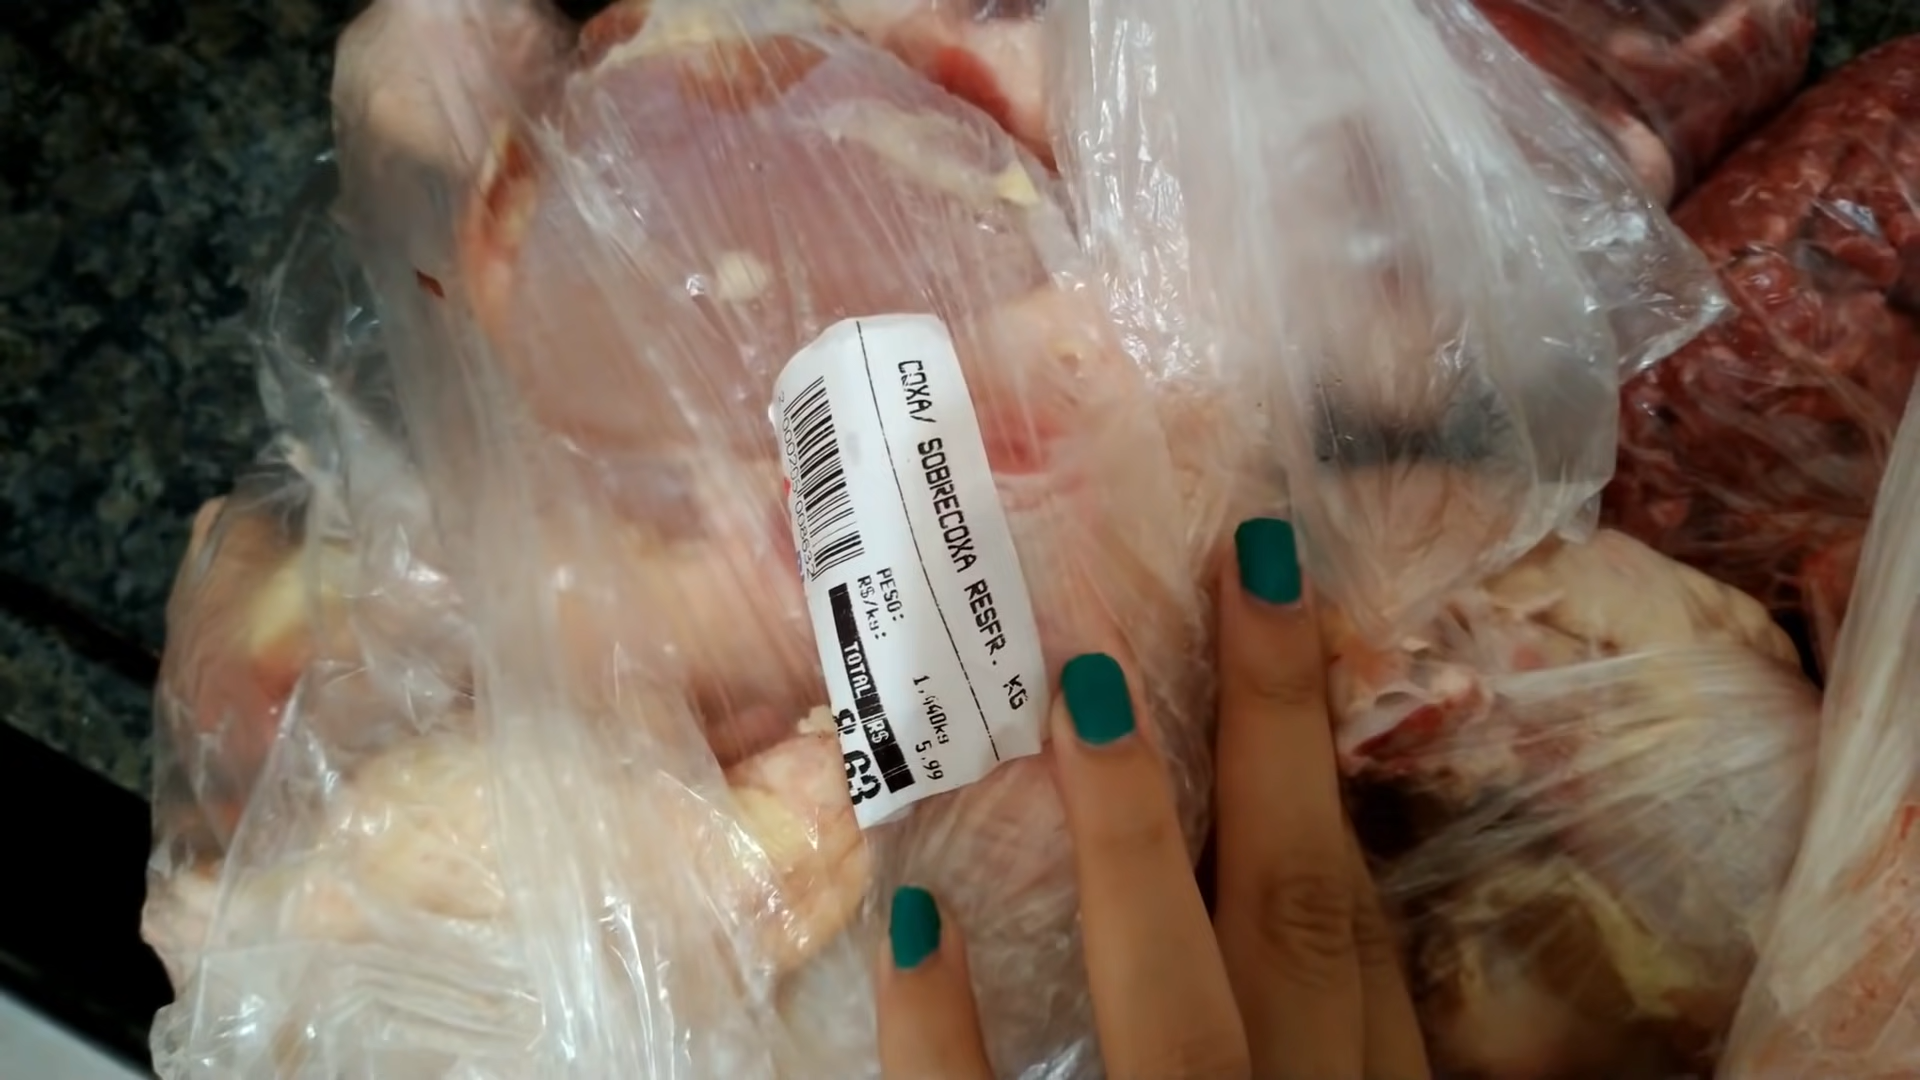 COXA/ SOBRECOXA RESFR. KG
PESO: 1,440kg
R$/kg: 5,99
TOTAL R$
8,63